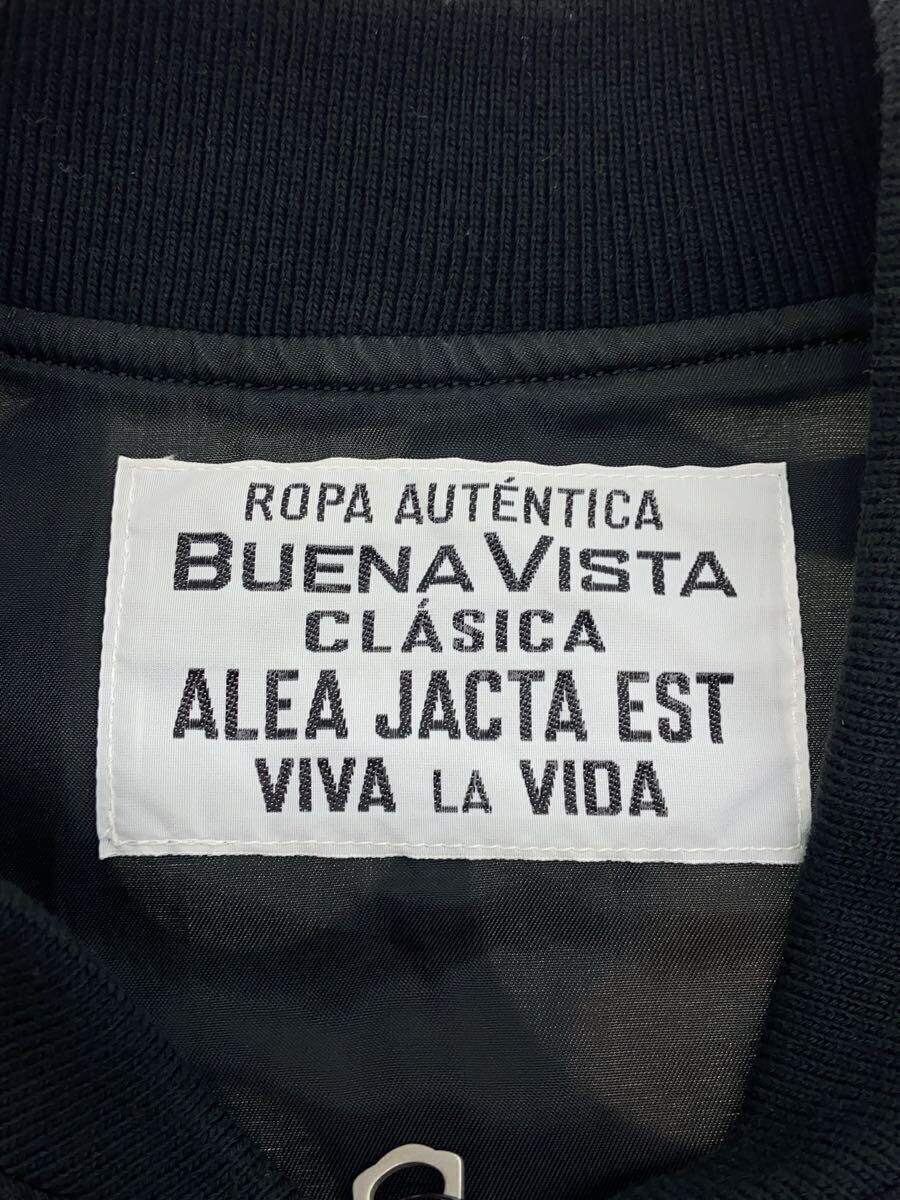 ROPA AUTÉNTICA
BUENA VISTA
CLÁSICA
ALEA JACTA EST
VIVA LA VIDA